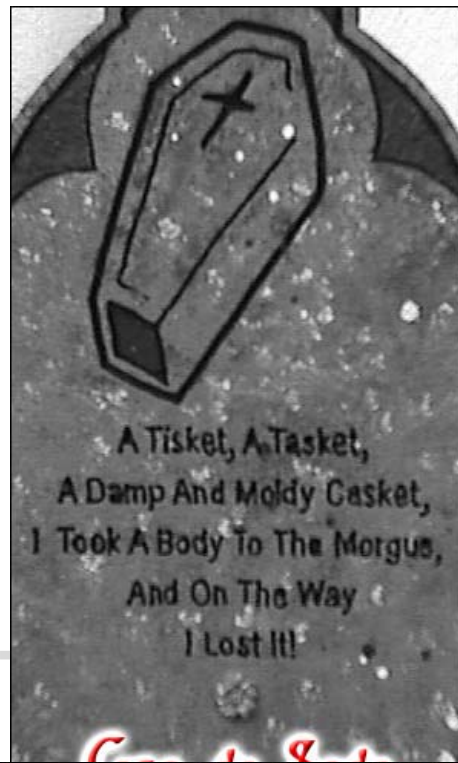 A Tisket, A Tasket,
A Damp And Moldy Casket,
I Took A Body To The Morgue,
And On The Way
I Lost It!